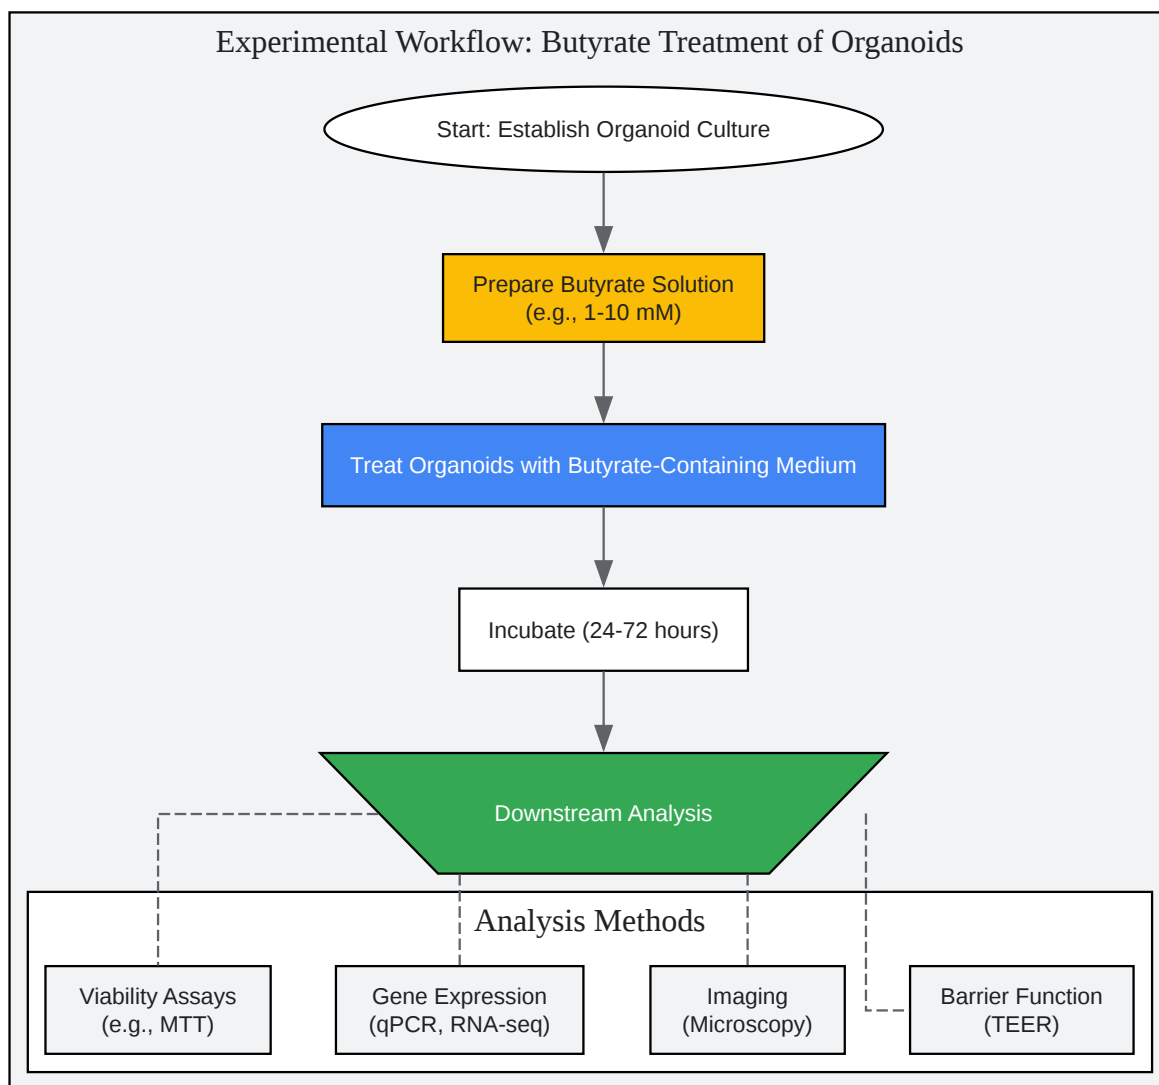 Experimental Workflow: Butyrate Treatment of Organoids
Start: Establish Organoid Culture
Prepare Butyrate Solution
(e.g., 1-10 mM)
Treat Organoids with Butyrate-Containing Medium
Incubate (24-72 hours)
Downstream Analysis
Analysis Methods
Viability Assays
(e.g., MTT)
Gene Expression
(qPCR, RNA-seq)
Imaging
(Microscopy)
Barrier Function
(TEER)